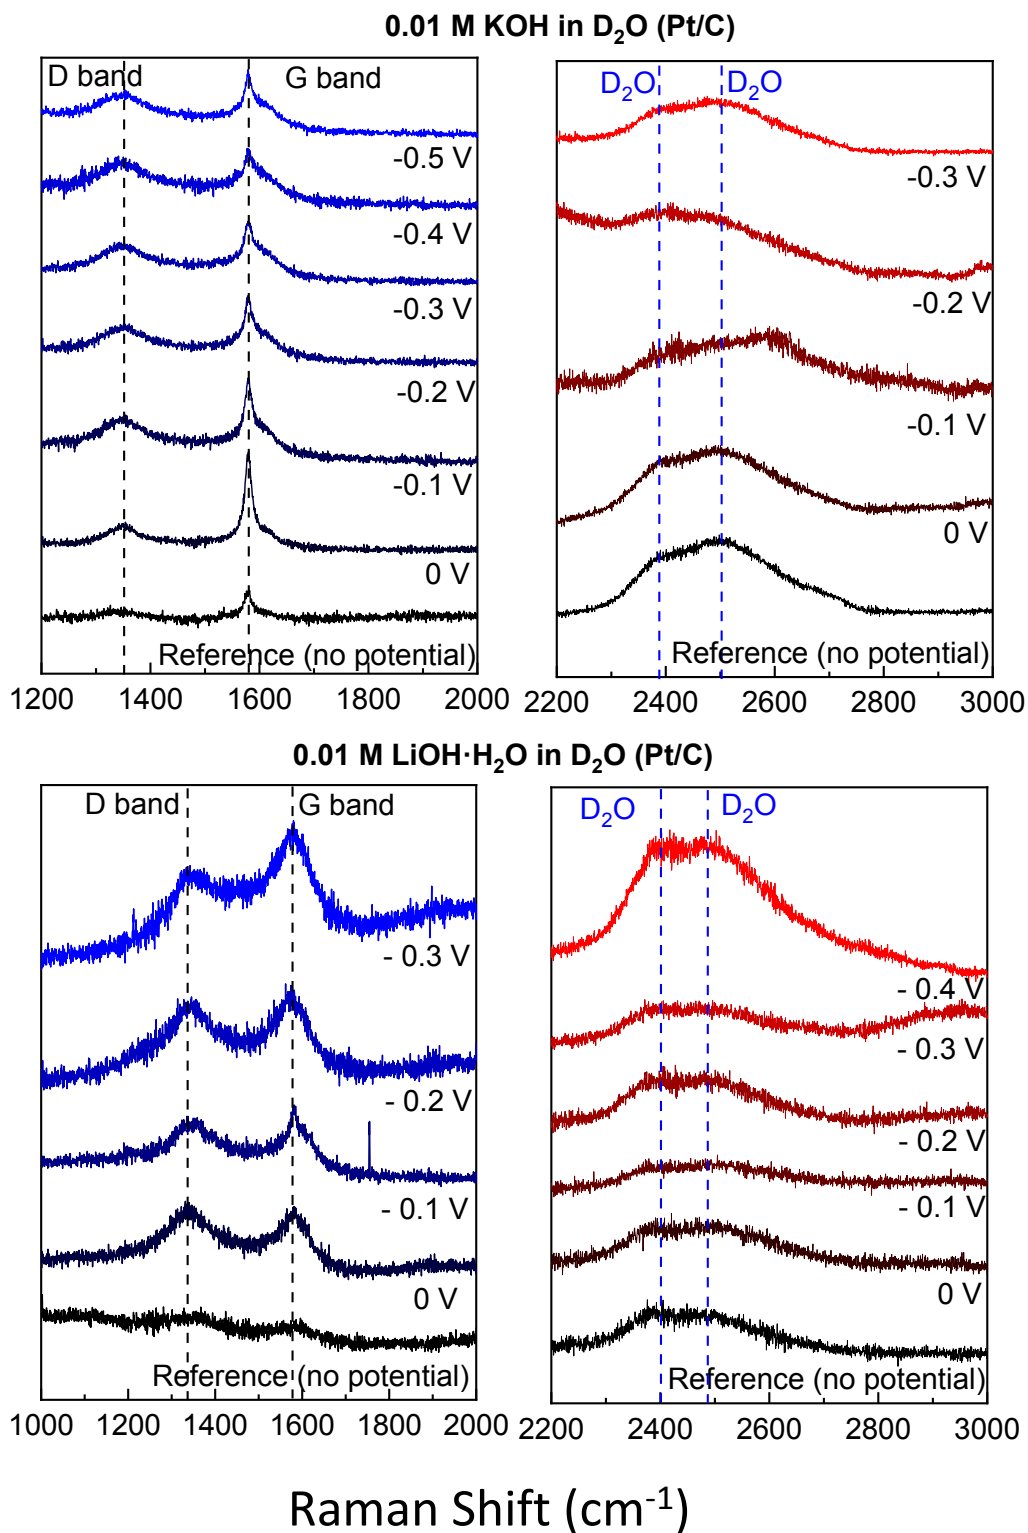 0.01 M KOH in D₂O (Pt/C)
D band
G band
-0.5 V
-0.4 V
-0.3 V
-0.2 V
-0.1 V
0 V
Reference (no potential)
1200 1400 1600 1800 2000
D₂O
D₂O
-0.3 V
-0.2 V
-0.1 V
0 V
Reference (no potential)
2200 2400 2600 2800 3000
0.01 M LiOH·H₂O in D₂O (Pt/C)
D band
G band
- 0.3 V
- 0.2 V
- 0.1 V
0 V
Reference (no potential)
1000 1200 1400 1600 1800 2000
D₂O
D₂O
- 0.4 V
- 0.3 V
- 0.2 V
- 0.1 V
0 V
Reference (no potential)
2200 2400 2600 2800 3000
Raman Shift (cm⁻¹)